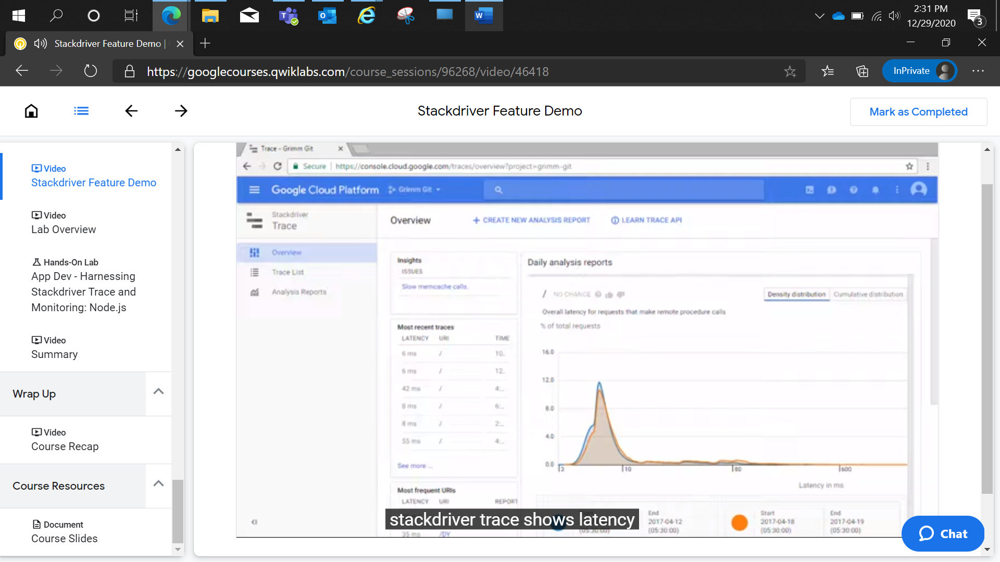 2:31 PM
12/29/2020
3
Stackdriver Feature Demo |
https://googlecourses.qwiklabs.com/course_sessions/96268/video/46418
InPrivate
Stackdriver Feature Demo
Mark as Completed
Video
Stackdriver Feature Demo
Video
Lab Overview
Hands-On Lab
App Dev - Harnessing
Stackdriver Trace and
Monitoring: Node.js
Video
Summary
Wrap Up
Video
Course Recap
Course Resources
Document
Course Slides
Trace - Grimm Git
Secure | https://console.cloud.google.com/traces/overview?project=grimm-git
Google Cloud Platform Grimm Git
Stackdriver
Trace
Overview
Trace List
Analysis Reports
Overview + CREATE NEW ANALYSIS REPORT LEARN TRACE API
Insights
ISSUES
Slow memcache calls.
Most recent traces
LATENCY URI TIME
6 ms / 10..
6 ms / 12..
42 ms / 4:..
8 ms / 6:..
8 ms / 2:..
55 ms / 4:..
See more ...
Most frequent URIs
LATENCY URI REPORT
35 ms /DY
Daily analysis reports
/ NO CHANGE
Density distribution Cumulative distribution
Overall latency for requests that make remote procedure calls
% of total requests
16.0
12.0
8.0
4.0
0.0
3 10 80 600
Latency in ms
(05:30:00)
End
2017-04-12
(05:30:00)
Start
2017-04-18
(05:30:00)
End
2017-04-19
(05:30:00)
stackdriver trace shows latency
Chat